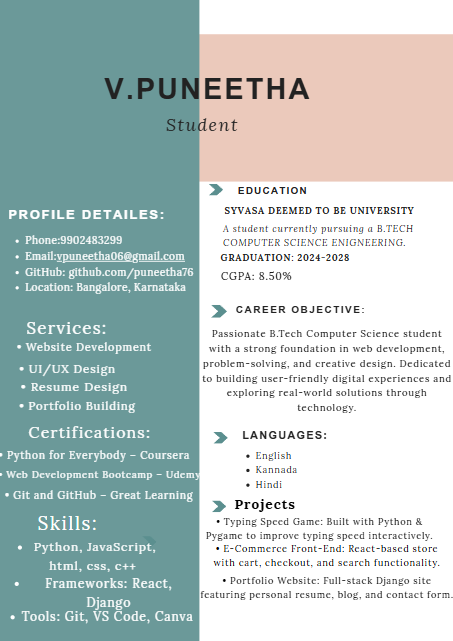 V.PUNEETHA
Student
PROFILE DETAILES:
• Phone:9902483299
• Email:ypuneetha06@gmail.com
• GitHub: github.com/puneetha76
• Location: Bangalore, Karnataka
Services:
• Website Development
• UI/UX Design
• Resume Design
• Portfolio Building
Certifications:
• Python for Everybody – Coursera
• Web Development Bootcamp – Udemy
• Git and GitHub – Great Learning
Skills:
• Python, JavaScript,
html, css, c++
• Frameworks: React,
Django
• Tools: Git, VS Code, Canva
EDUCATION
SYVASA DEEMED TO BE UNIVERSITY
A student currently pursuing a B.TECH
COMPUTER SCIENCE ENIGNEERING.
GRADUATION: 2024-2028
CGPA: 8.50%
CAREER OBJECTIVE:
Passionate B.Tech Computer Science student
with a strong foundation in web development,
problem-solving, and creative design. Dedicated
to building user-friendly digital experiences and
exploring real-world solutions through
technology.
LANGUAGES:
• English
• Kannada
• Hindi
Projects
• Typing Speed Game: Built with Python &
Pygame to improve typing speed interactively.
• E-Commerce Front-End: React-based store
with cart, checkout, and search functionality.
• Portfolio Website: Full-stack Django site
featuring personal resume, blog, and contact form.